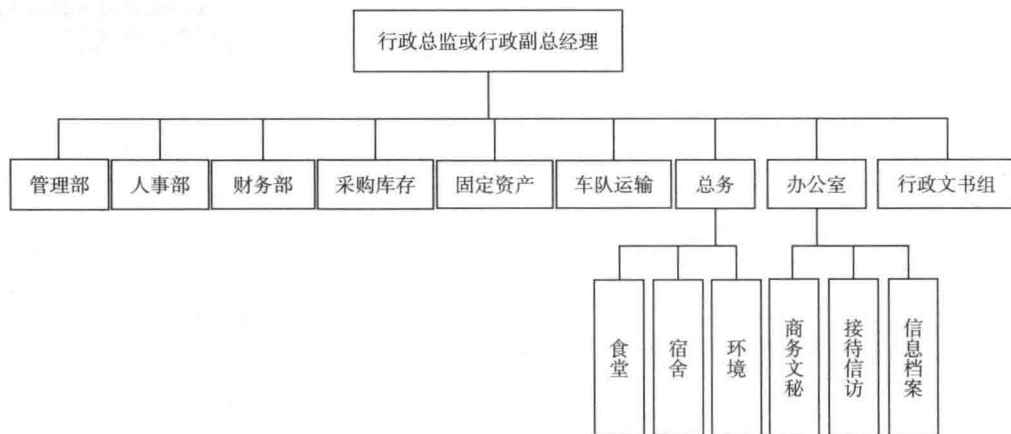 行政总监或行政副总经理
管理部
人事部
财务部
采购库存
固定资产
车队运输
总务
办公室
行政文书组
食堂
宿舍
环境
商务文秘
接待信访
信息档案